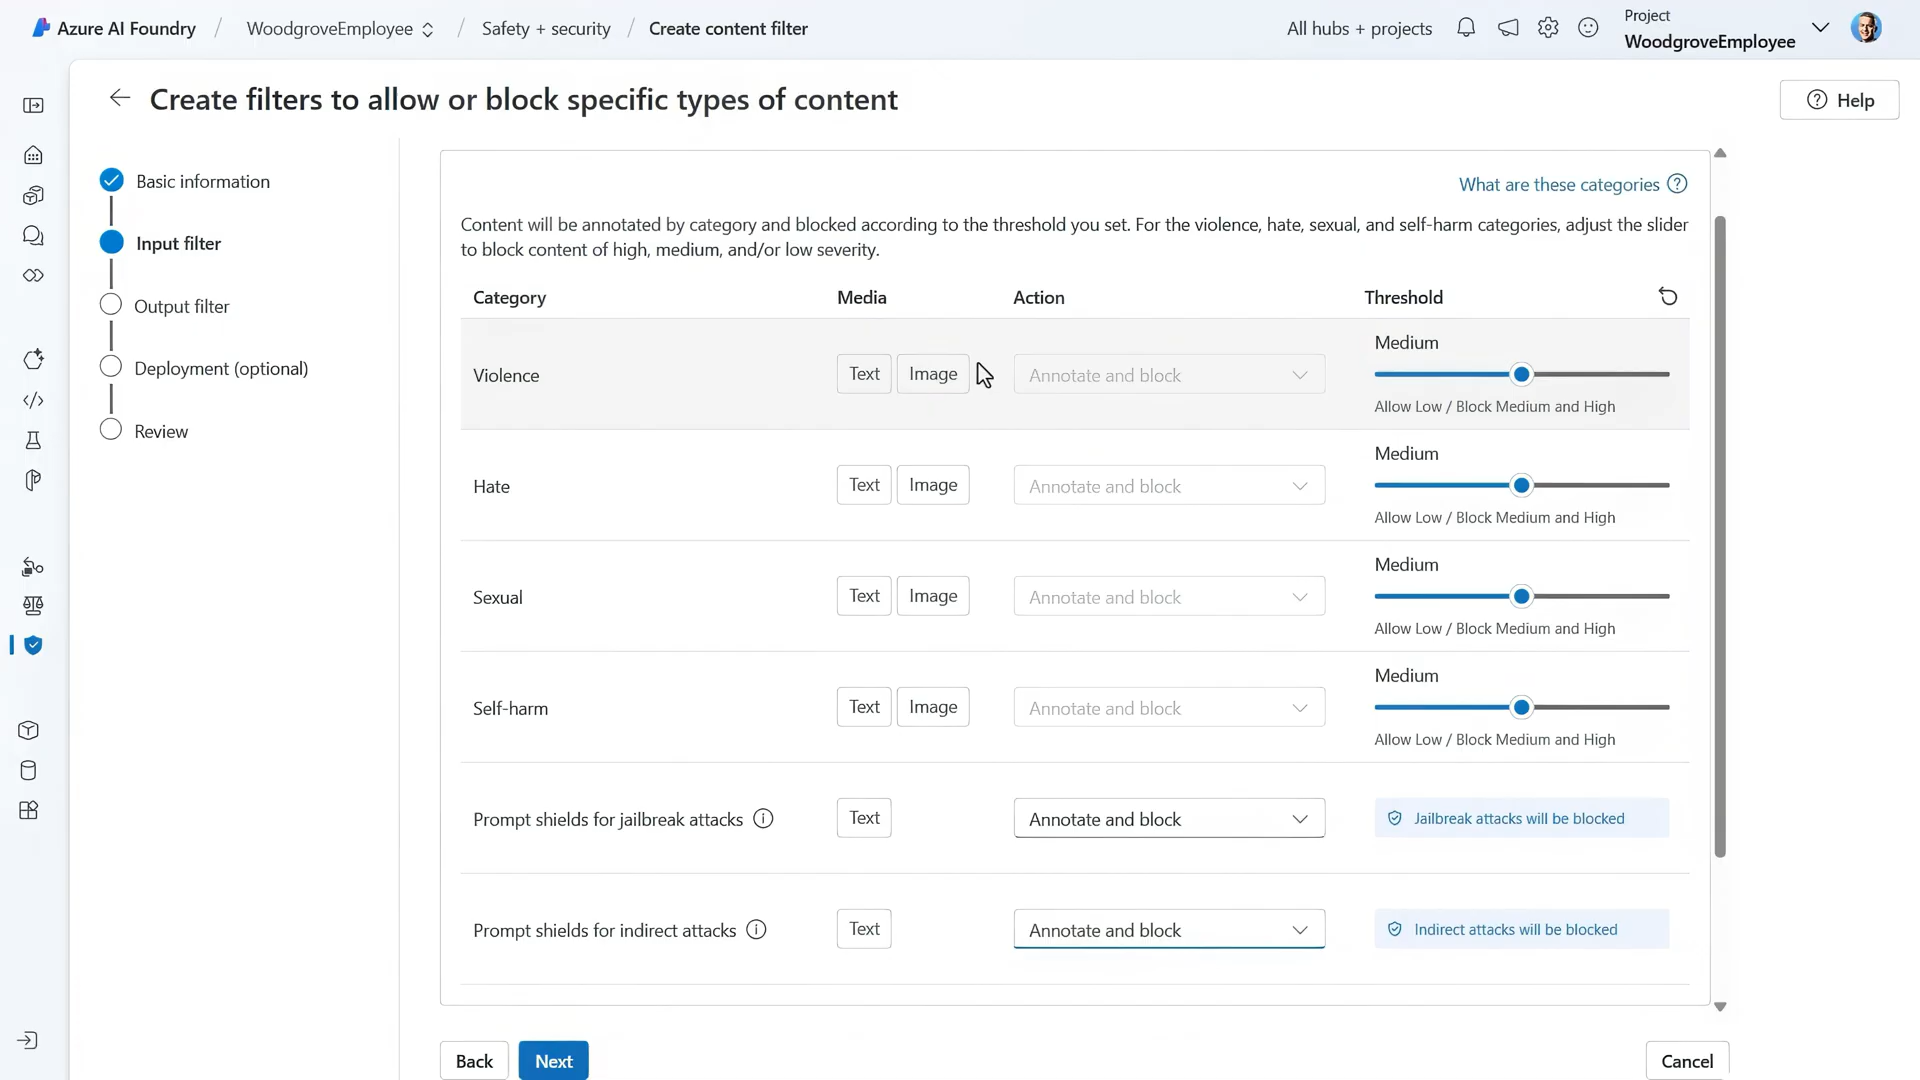 Azure AI Foundry / WoodgroveEmployee / Safety + security / Create content filter
All hubs + projects
Project
WoodgroveEmployee
Create filters to allow or block specific types of content
Help
Basic information
Input filter
Output filter
Deployment (optional)
Review
What are these categories
Content will be annotated by category and blocked according to the threshold you set. For the violence, hate, sexual, and self-harm categories, adjust the slider
to block content of high, medium, and/or low severity.
Category Media Action Threshold
Violence Text Image Annotate and block Medium
Allow Low / Block Medium and High
Hate Text Image Annotate and block Medium
Allow Low / Block Medium and High
Sexual Text Image Annotate and block Medium
Allow Low / Block Medium and High
Self-harm Text Image Annotate and block Medium
Allow Low / Block Medium and High
Prompt shields for jailbreak attacks Text Annotate and block Jailbreak attacks will be blocked
Prompt shields for indirect attacks Text Annotate and block Indirect attacks will be blocked
Back Next Cancel